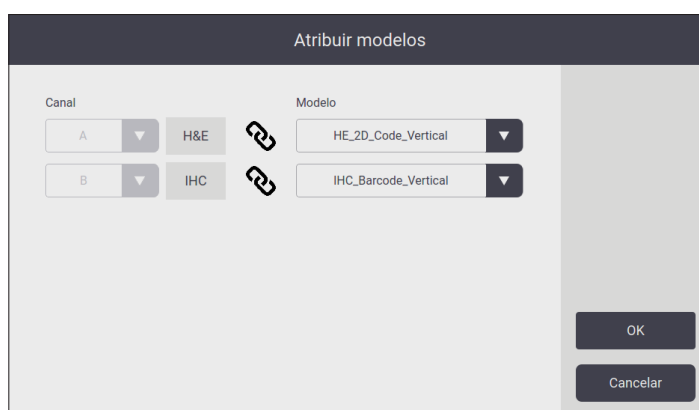 Atribuir modelos
Canal Modelo
A H&E HE_2D_Code_Vertical
B IHC IHC_Barcode_Vertical
OK
Cancelar